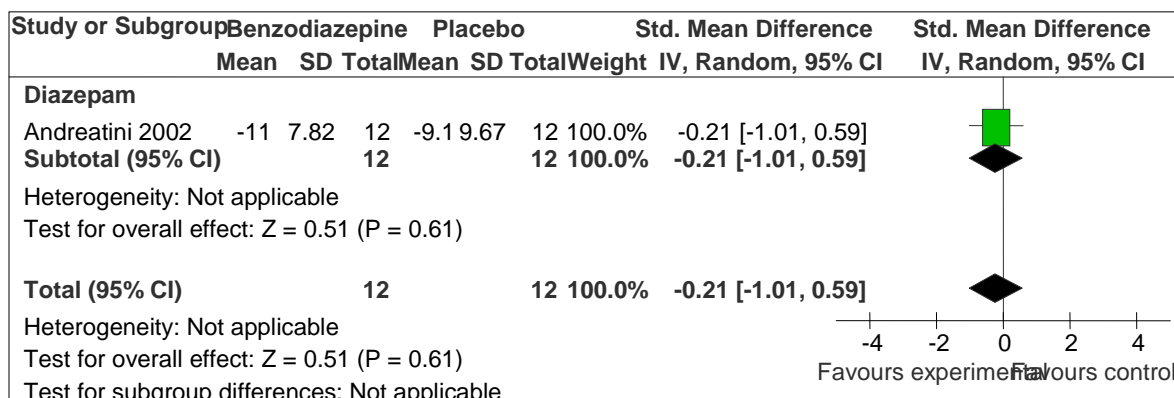 Study or Subgroup Benzodiazepine Placebo Std. Mean Difference Std. Mean Difference
Mean SD Total Mean SD Total Weight IV, Random, 95% CI IV, Random, 95% CI
Diazepam
Andreatini 2002 -11 7.82 12 -9.1 9.67 12 100.0% -0.21 [-1.01, 0.59]
Subtotal (95% CI) 12 12 100.0% -0.21 [-1.01, 0.59]
Heterogeneity: Not applicable
Test for overall effect: Z = 0.51 (P = 0.61)
Total (95% CI) 12 12 100.0% -0.21 [-1.01, 0.59]
Heterogeneity: Not applicable
Test for overall effect: Z = 0.51 (P = 0.61)
Test for subgroup differences: Not applicable
-4 -2 0 2 4
Favours experimental Favours control